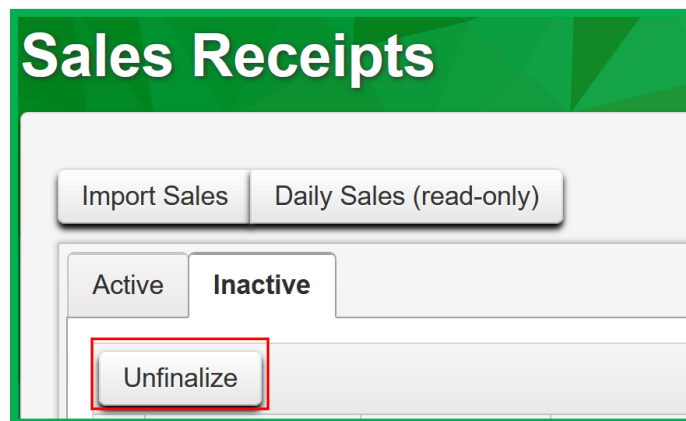 Sales Receipts
Import Sales Daily Sales (read-only)
Active Inactive
Unfinalize